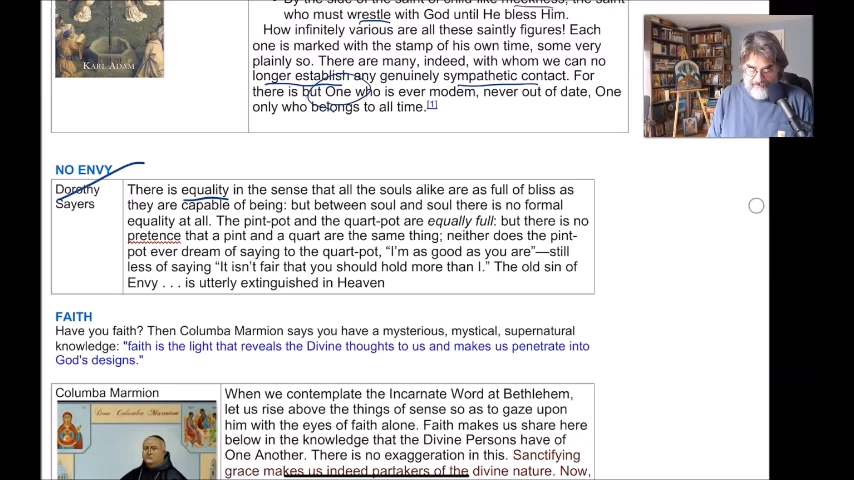 By the side of the saint of child-like meekness, the saint
who must wrestle with God until He bless Him.
How infinitely various are all these saintly figures! Each
one is marked with the stamp of his own time, some very
plainly so. There are many, indeed, with whom we can no
longer establish any genuinely sympathetic contact. For
there is but One who is ever modern, never out of date, One
only who belongs to all time.[1]
KARL ADAM
NO ENVY
Dorothy
Sayers
There is equality in the sense that all the souls alike are as full of bliss as
they are capable of being: but between soul and soul there is no formal
equality at all. The pint-pot and the quart-pot are equally full: but there is no
pretence that a pint and a quart are the same thing; neither does the pint-
pot ever dream of saying to the quart-pot, “I’m as good as you are”—still
less of saying “It isn’t fair that you should hold more than I.” The old sin of
Envy . . . is utterly extinguished in Heaven
FAITH
Have you faith? Then Columba Marmion says you have a mysterious, mystical, supernatural
knowledge: "faith is the light that reveals the Divine thoughts to us and makes us penetrate into
God's designs."
Columba Marmion
Dom Columba Marmion
When we contemplate the Incarnate Word at Bethlehem,
let us rise above the things of sense so as to gaze upon
him with the eyes of faith alone. Faith makes us share here
below in the knowledge that the Divine Persons have of
One Another. There is no exaggeration in this. Sanctifying
grace makes us indeed partakers of the divine nature. Now,